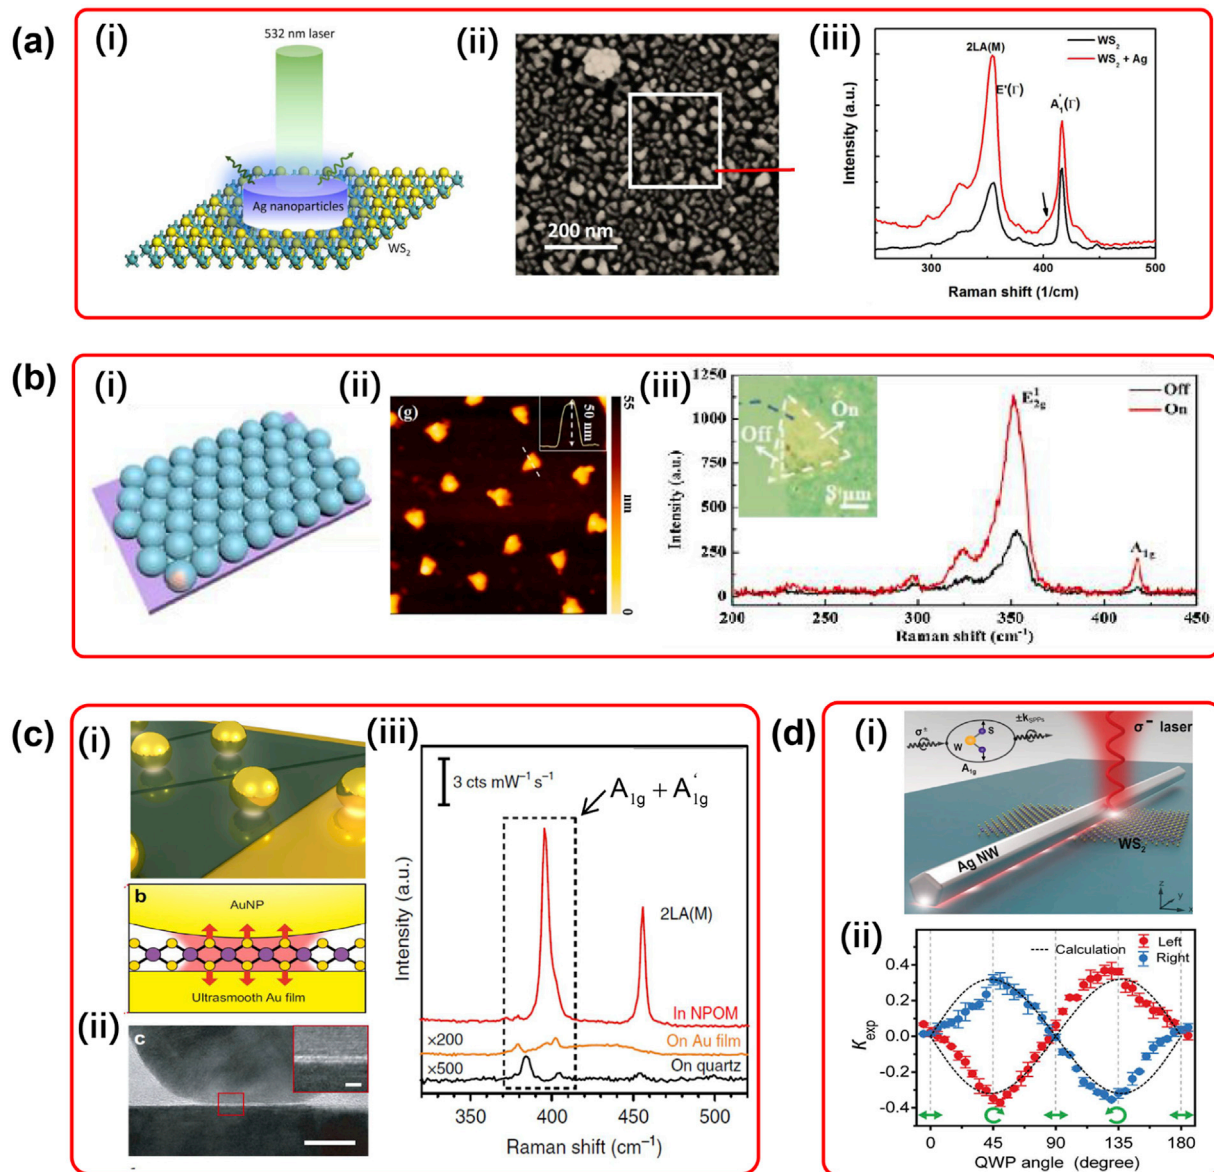 (a)
(i)
532 nm laser
Ag nanoparticles
WS2
(ii)
200 nm
(iii)
WS2
WS2 + Ag
2LA(M)
E'(Γ)
A1'(Γ)
Intensity (a.u.)
300
400
500
Raman shift (1/cm)
(b)
(i)
(ii)
(g)
50 nm
55
nm
0
(iii)
1250
1000
750
500
250
0
Intensity (a.u.)
Off
On
Off
On
5 μm
E12g
A1g
200
250
300
350
400
450
Raman shift (cm-1)
(c)
(i)
b
AuNP
Ultrasmooth Au film
(ii)
c
(iii)
3 cts mW−1 s−1
A1g + A'1g
2LA(M)
In NPOM
×200
On Au film
×500
On quartz
Intensity (a.u.)
350
400
450
500
Raman shift (cm−1)
(d)
(i)
σ±
W
S
A1g
±kSPPs
σ− laser
Ag NW
WS2
z
y
x
(ii)
Calculation
Left
Right
0.4
0.2
0.0
-0.2
-0.4
Kexp
0
45
90
135
180
QWP angle (degree)